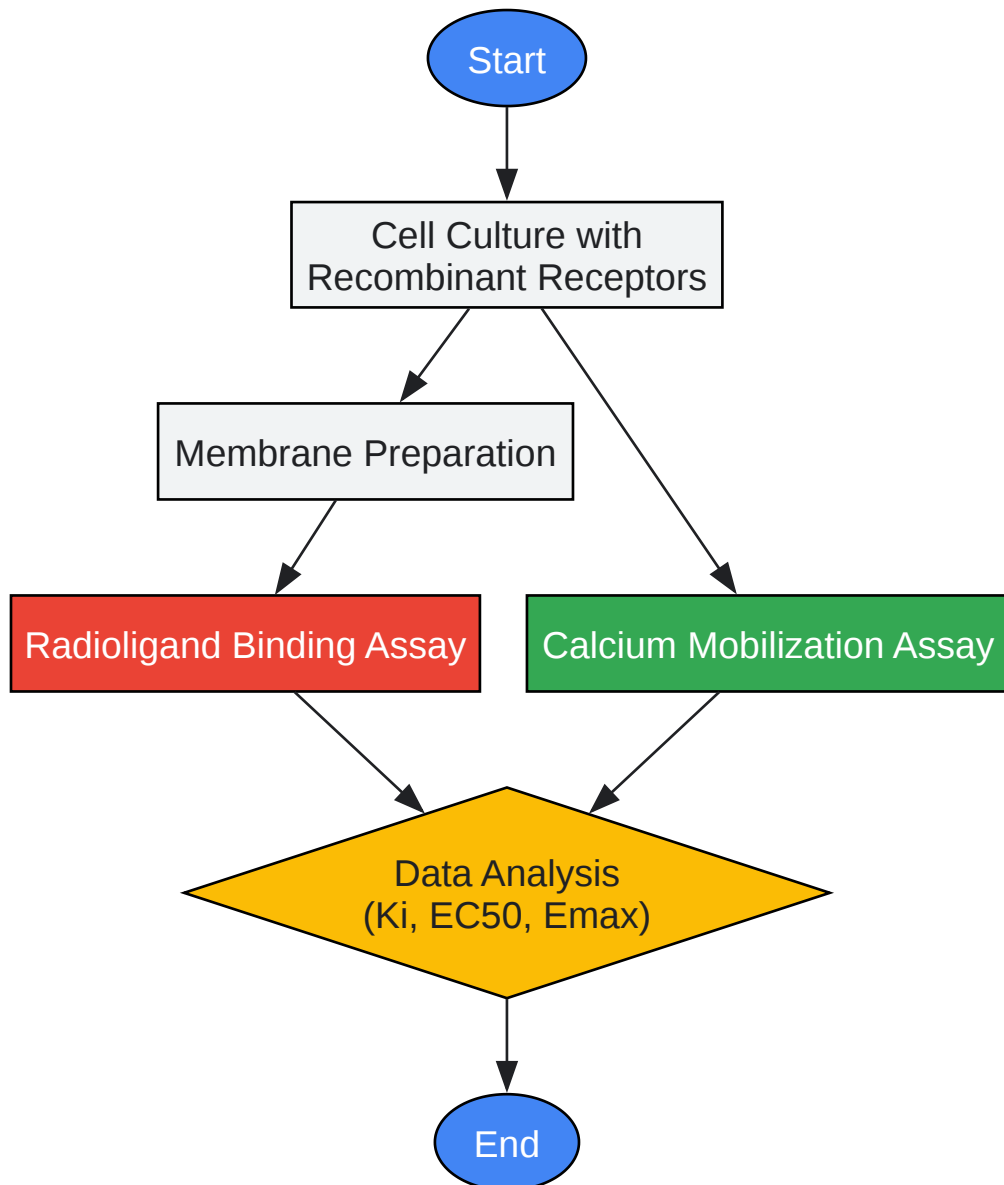 Start
Cell Culture with
Recombinant Receptors
Membrane Preparation
Radioligand Binding Assay
Calcium Mobilization Assay
Data Analysis
(Ki, EC50, Emax)
End